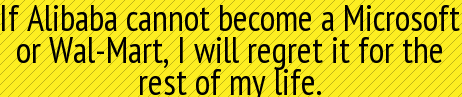 If Alibaba cannot become a Microsoft
or Wal-Mart, I will regret it for the
rest of my life.